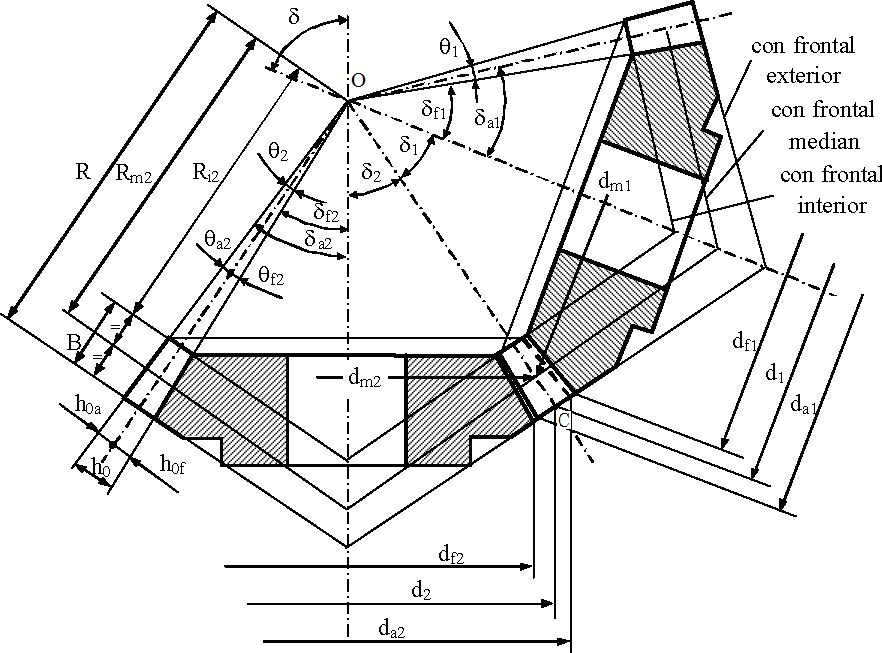 δ
O
θ₁
con frontal
exterior
con frontal
median
con frontal
interior
δf1
δa1
δ₁
δ₂
θ₂
R
Rm2
Ri2
dm1
δf2
δa2
θa2
θf2
B
=
=
df1
d₁
da1
dm2
C
h0a
h₀
h0f
df2
d₂
da2